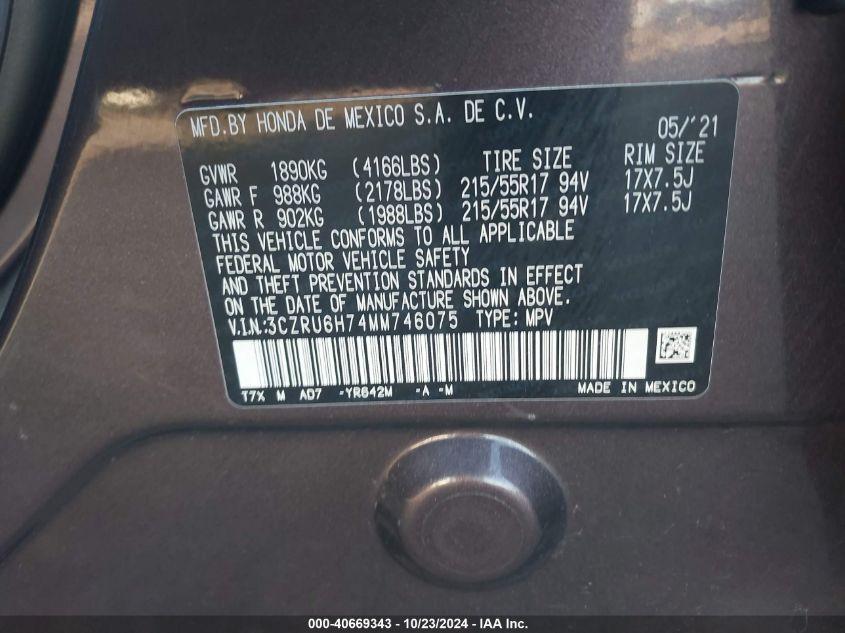 MFD.BY HONDA DE MEXICO S.A. DE C.V.
05/'21
GVWR 1890KG (4166LBS) TIRE SIZE RIM SIZE
GAWR F 988KG (2178LBS) 215/55R17 94V 17X7.5J
GAWR R 902KG (1988LBS) 215/55R17 94V 17X7.5J
THIS VEHICLE CONFORMS TO ALL APPLICABLE
FEDERAL MOTOR VEHICLE SAFETY
AND THEFT PREVENTION STANDARDS IN EFFECT
ON THE DATE OF MANUFACTURE SHOWN ABOVE.
V.I.N.:3CZRU6H74MM746075 TYPE: MPV
T7X M AD7 -YR642M -A -M MADE IN MEXICO
000-40669343 - 10/23/2024 - IAA Inc.